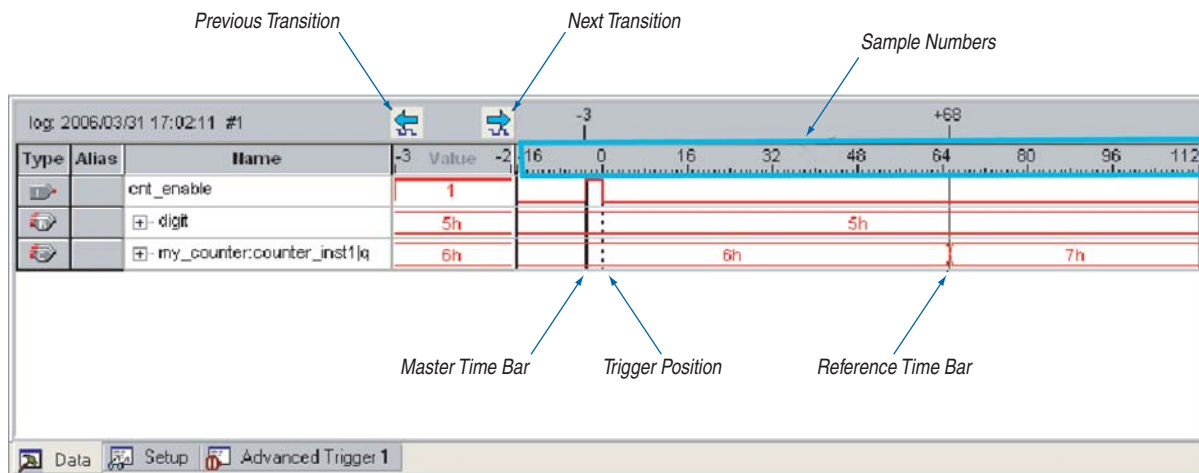 Previous Transition
Next Transition
Sample Numbers
log: 2006/03/31 17:02:11 #1
-3
+68
Type Alias Name -3 Value -2 -16 0 16 32 48 64 80 96 112
cnt_enable 1
digit 5h 5h
my_counter:counter_inst1|q 6h 6h 7h
Master Time Bar
Trigger Position
Reference Time Bar
Data Setup Advanced Trigger 1